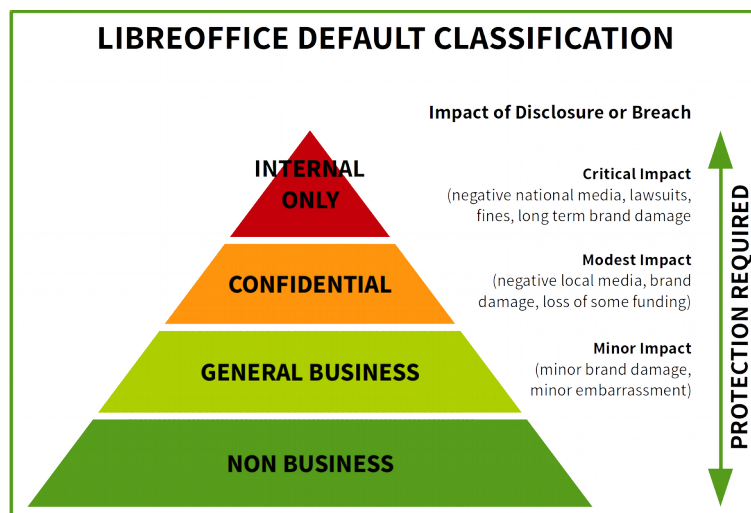 LIBREOFFICE DEFAULT CLASSIFICATION
Impact of Disclosure or Breach
INTERNAL
ONLY
Critical Impact
(negative national media, lawsuits,
fines, long term brand damage
CONFIDENTIAL
Modest Impact
(negative local media, brand
damage, loss of some funding)
GENERAL BUSINESS
Minor Impact
(minor brand damage,
minor embarrassment)
NON BUSINESS
PROTECTION REQUIRED